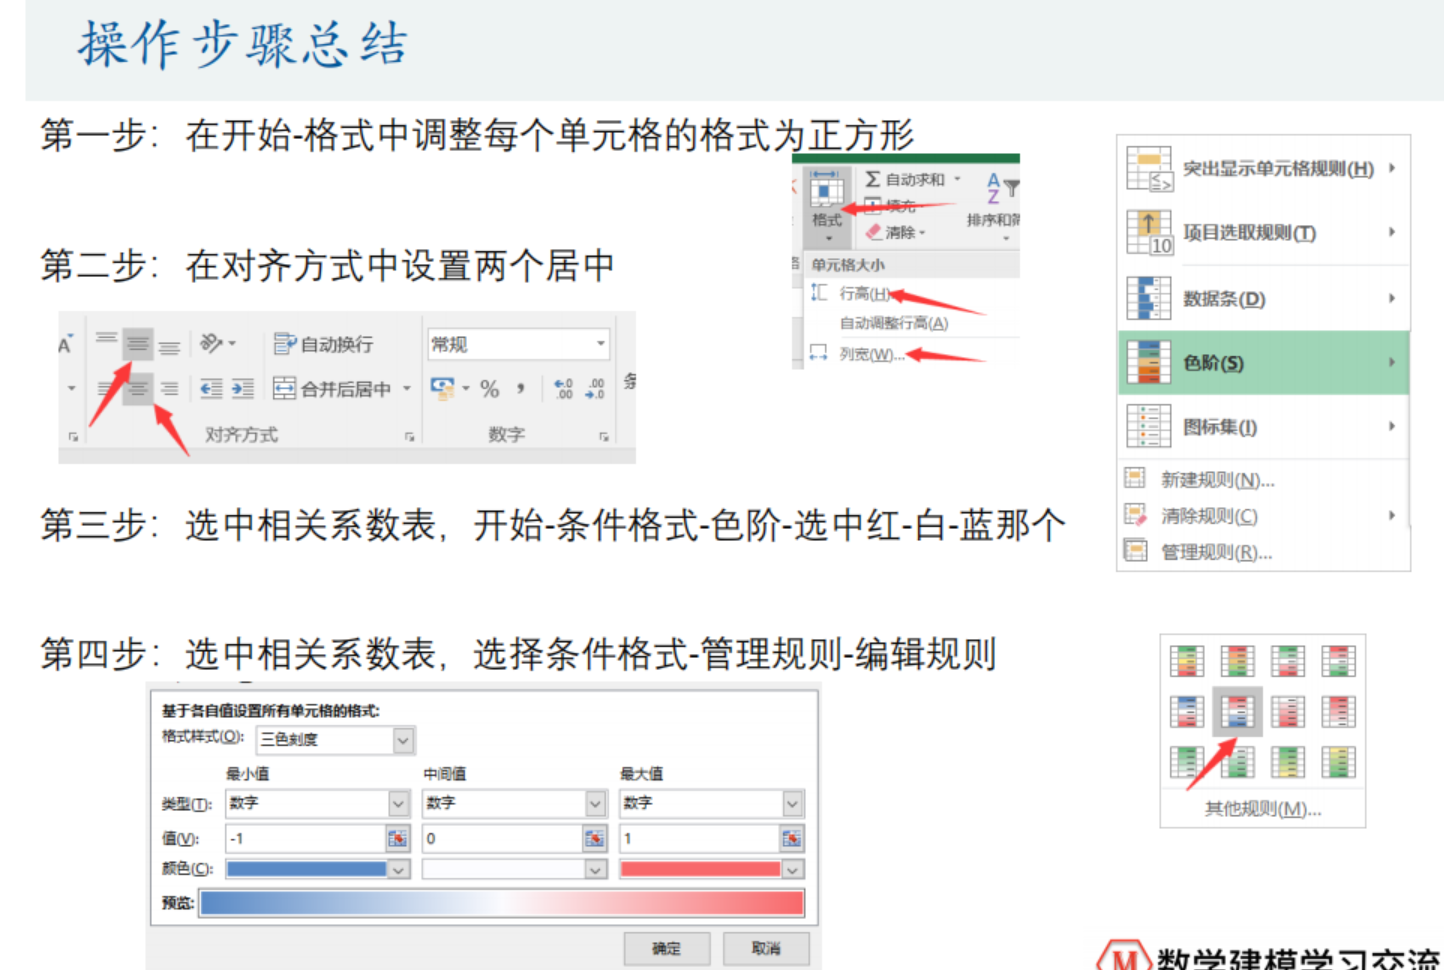 操作步骤总结
第一步：在开始-格式中调整每个单元格的格式为正方形
自动求和
填充
清除
格式
排序和筛
单元格大小
行高(H)
自动调整行高(A)
列宽(W)...
第二步：在对齐方式中设置两个居中
自动换行
常规
合并后居中
%
对齐方式
数字
突出显示单元格规则(H)
项目选取规则(T)
数据条(D)
色阶(S)
图标集(I)
新建规则(N)...
清除规则(C)
管理规则(R)...
第三步：选中相关系数表，开始-条件格式-色阶-选中红-白-蓝那个
第四步：选中相关系数表，选择条件格式-管理规则-编辑规则
基于各自值设置所有单元格的格式:
格式样式(O): 三色刻度
最小值 中间值 最大值
类型(T): 数字 数字 数字
值(V): -1 0 1
颜色(C):
预览:
确定 取消
其他规则(M)...
数学建模学习交流